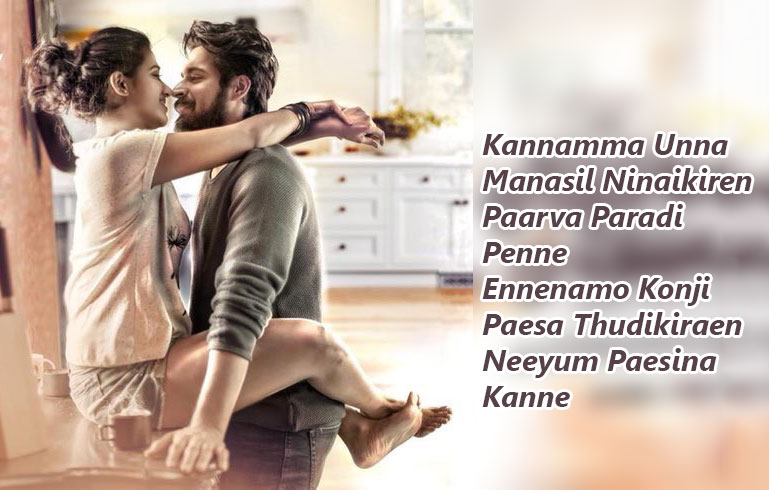 Kannamma Unna
Manasil Ninaikiren
Paarva Paradi
Penne
Ennenamo Konji
Paesa Thudikiraen
Neeyum Paesina
Kanne